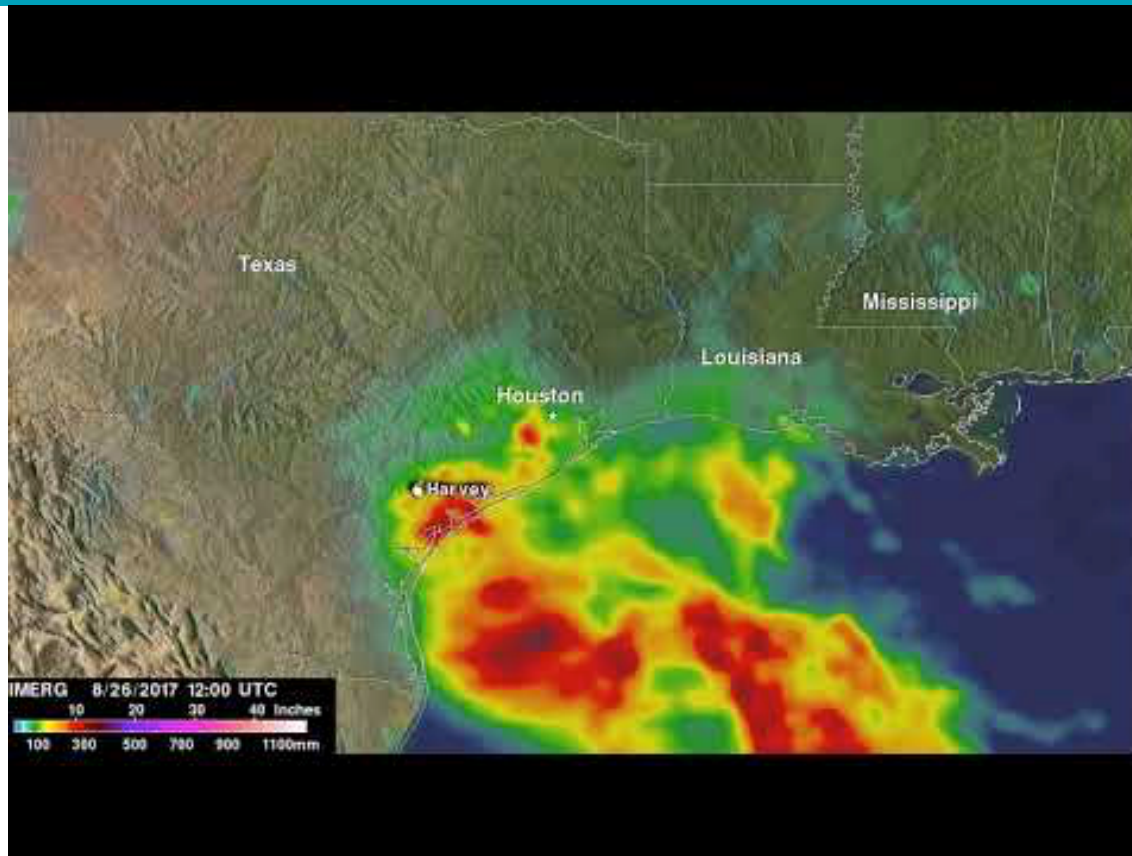 Texas
Mississippi
Louisiana
Houston
Harvey
IMERG 8/26/2017 12:00 UTC
10 20 30 40 Inches
100 300 500 700 900 1100mm